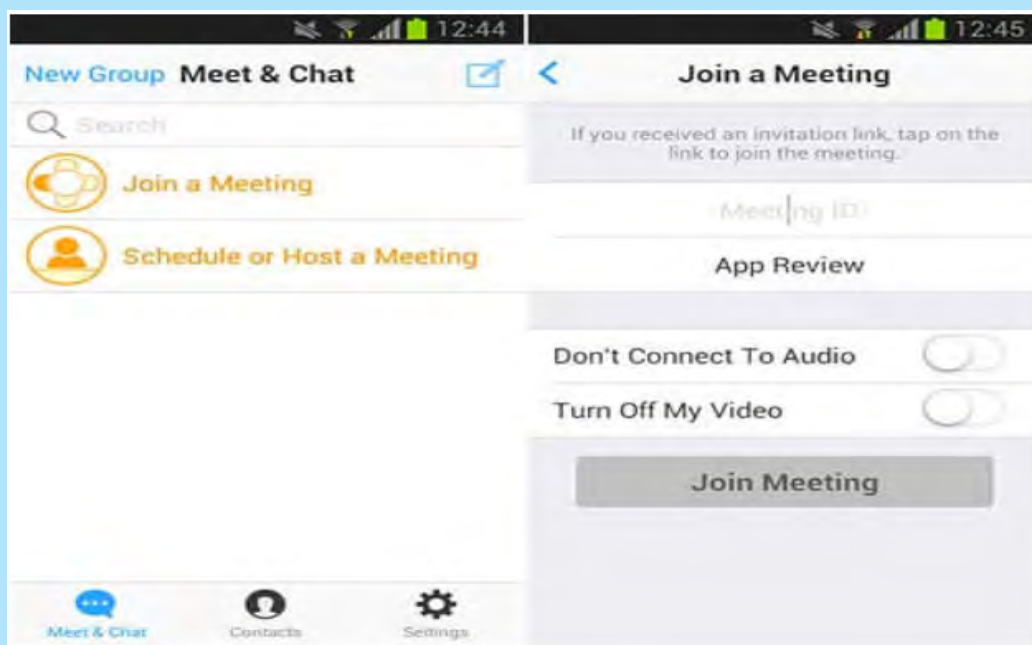 12:44
New Group Meet & Chat
Search
Join a Meeting
Schedule or Host a Meeting
Meet & Chat Contacts Settings
12:45
Join a Meeting
If you received an invitation link, tap on the
link to join the meeting.
Meeting ID
App Review
Don't Connect To Audio
Turn Off My Video
Join Meeting